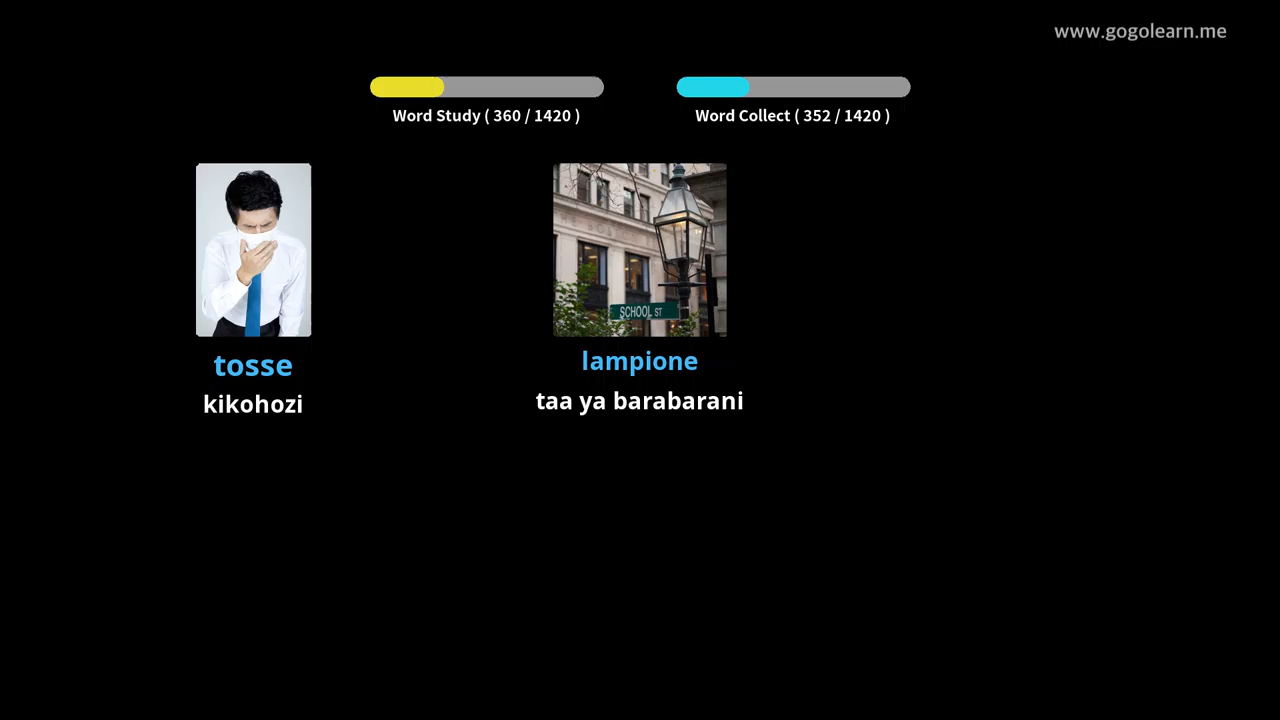 www.gogolearn.me
Word Study ( 360 / 1420 )
Word Collect ( 352 / 1420 )
SCHOOL ST
tosse
kikohozi
lampione
taa ya barabarani